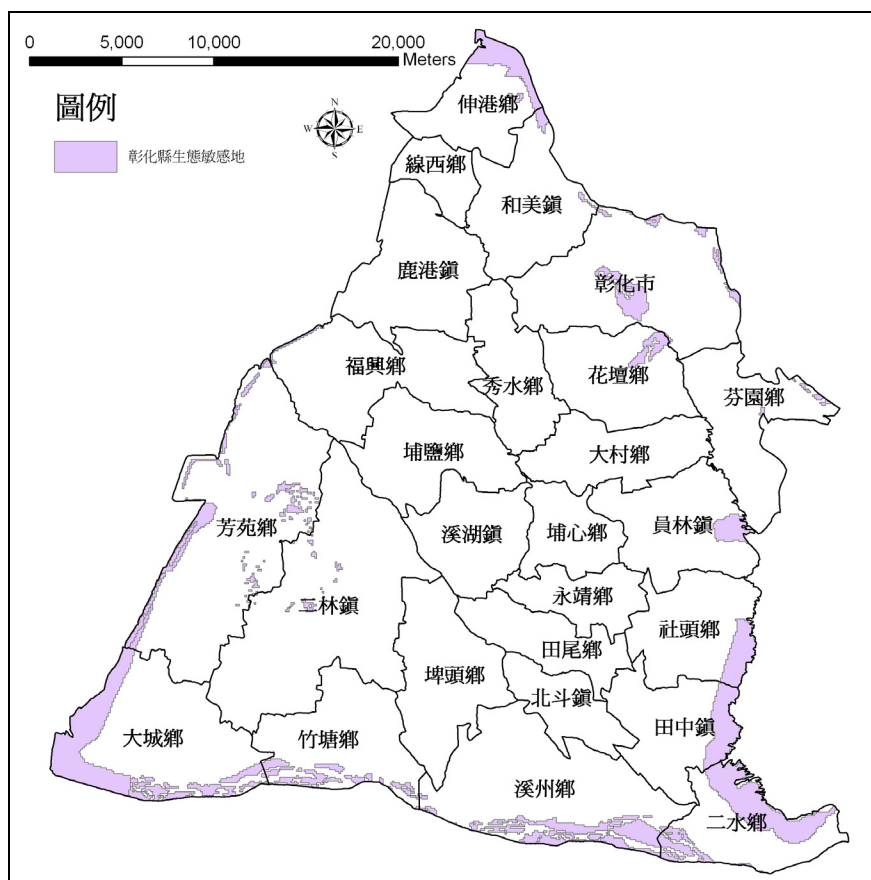 0 5,000 10,000 20,000
Meters
圖例
N
W E
S
彰化縣生態敏感地
伸港鄉
線西鄉
和美鎮
鹿港鎮
彰化市
福興鄉
秀水鄉
花壇鄉
芬園鄉
埔鹽鄉
大村鄉
芳苑鄉
溪湖鎮
埔心鄉
員林鎮
二林鎮
永靖鄉
社頭鄉
田尾鄉
埤頭鄉
北斗鎮
田中鎮
大城鄉
竹塘鄉
溪州鄉
二水鄉